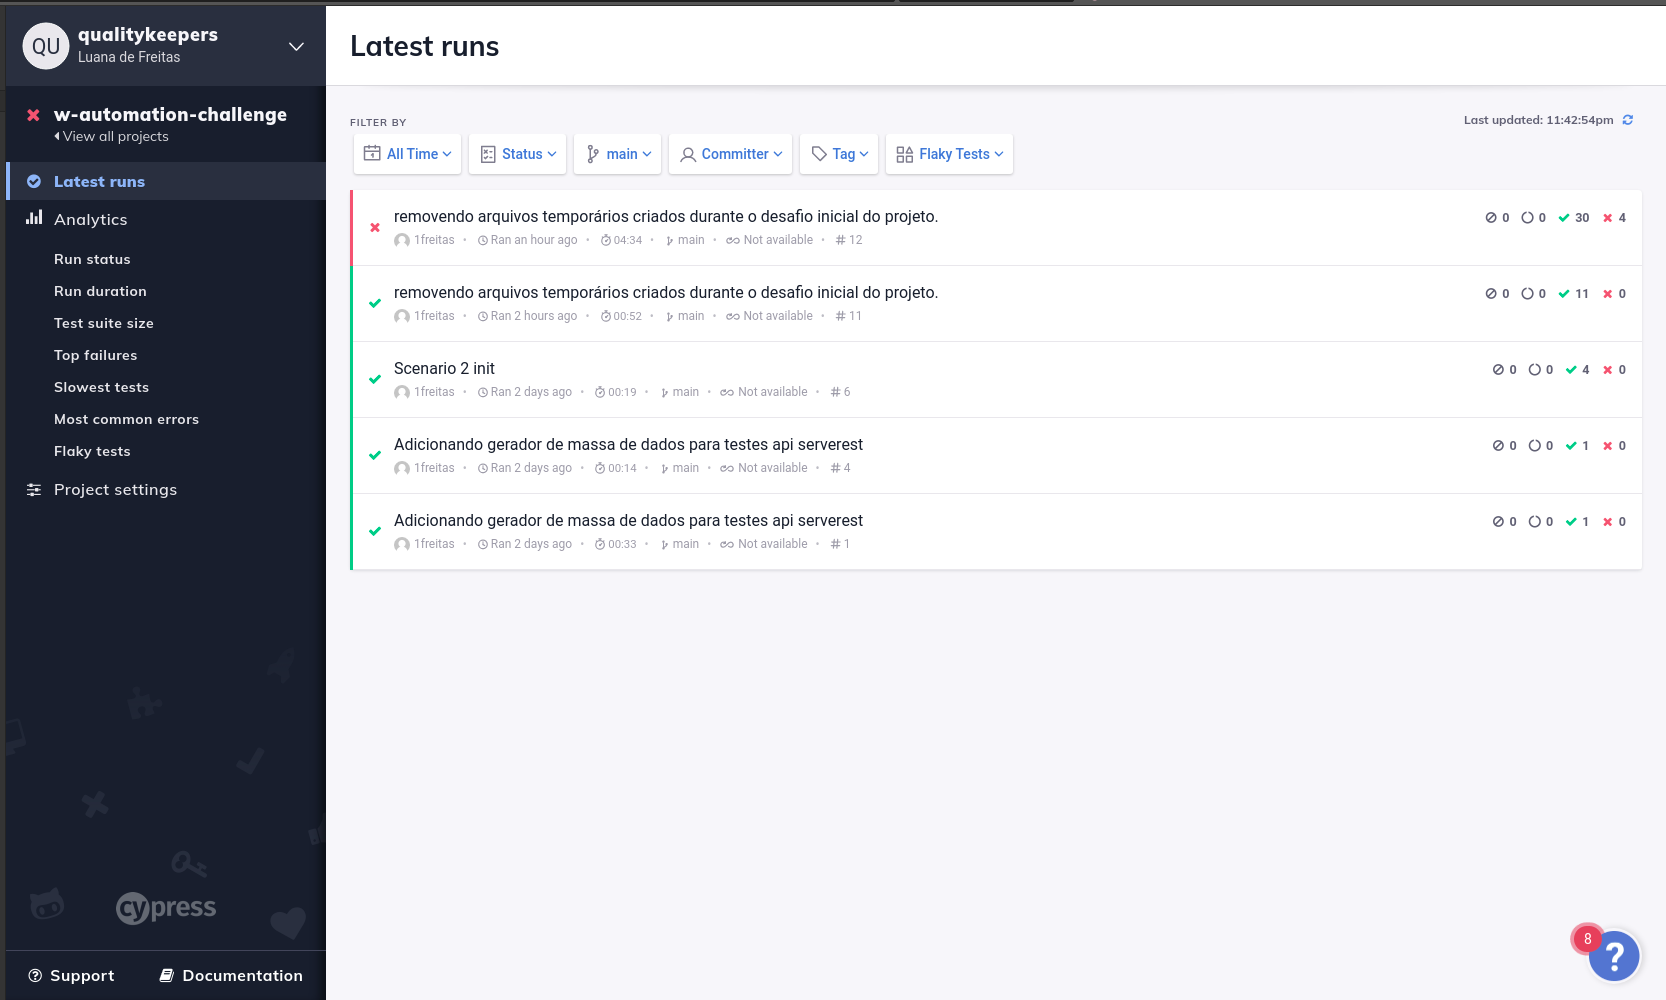 QU
qualitykeepers
Luana de Freitas
w-automation-challenge
View all projects
Latest runs
Analytics
Run status
Run duration
Test suite size
Top failures
Slowest tests
Most common errors
Flaky tests
Project settings
cypress
Support
Documentation
Latest runs
FILTER BY
Last updated: 11:42:54pm
All Time
Status
main
Committer
Tag
Flaky Tests
removendo arquivos temporários criados durante o desafio inicial do projeto.
0 0 30 4
1freitas • Ran an hour ago • 04:34 • main • Not available • # 12
removendo arquivos temporários criados durante o desafio inicial do projeto.
0 0 11 0
1freitas • Ran 2 hours ago • 00:52 • main • Not available • # 11
Scenario 2 init
0 0 4 0
1freitas • Ran 2 days ago • 00:19 • main • Not available • # 6
Adicionando gerador de massa de dados para testes api serverest
0 0 1 0
1freitas • Ran 2 days ago • 00:14 • main • Not available • # 4
Adicionando gerador de massa de dados para testes api serverest
0 0 1 0
1freitas • Ran 2 days ago • 00:33 • main • Not available • # 1
8
?